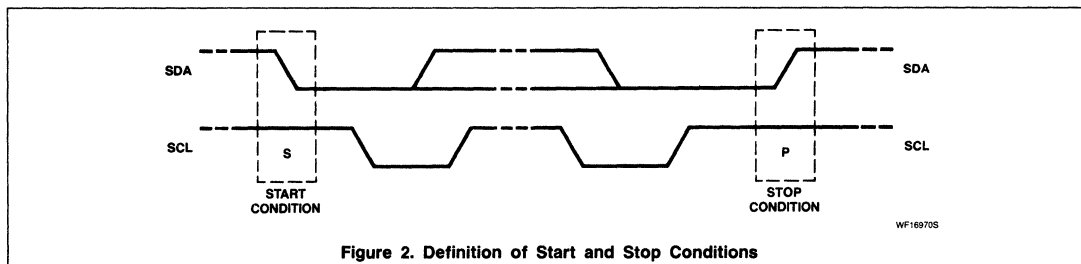 SDA SDA
SCL S P SCL
START CONDITION STOP CONDITION
WF16970S
Figure 2. Definition of Start and Stop Conditions